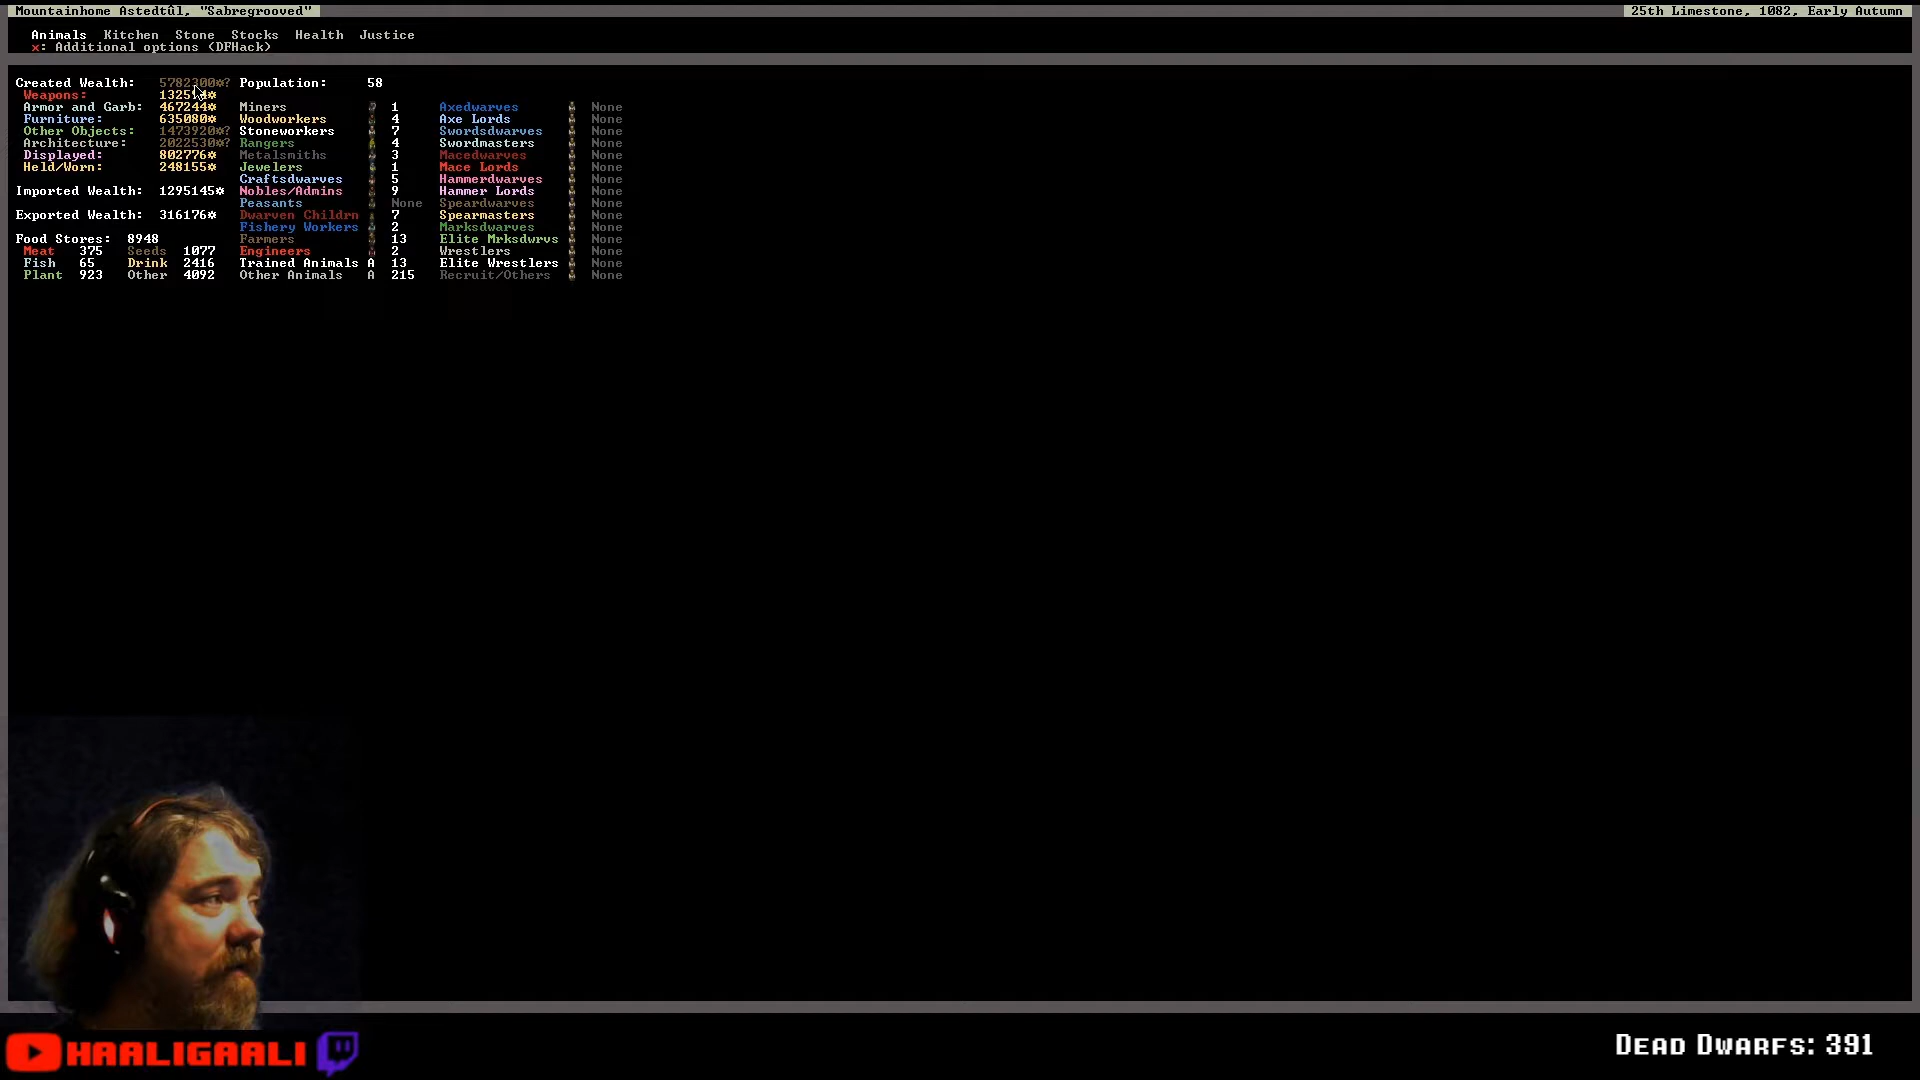 Mountainhome Astedtûl, "Sabregrooved" 25th Limestone, 1082, Early Autumn
Animals Kitchen Stone Stocks Health Justice
x: Additional options (DFHack)
Created Wealth: 5782300☼? Population: 58
Weapons: ☼
Armor and Garb: 467244☼ Miners 1 Axedwarves None
Furniture: 635080☼ Woodworkers 4 Axe Lords None
Other Objects: 1473920☼? Stoneworkers 7 Swordsdwarves None
Architecture: 2022530☼? Rangers 4 Swordmasters None
Displayed: 802776☼ Metalsmiths 3 Macedwarves None
Held/Worn: 248155☼ Jewelers 1 Mace Lords None
Craftsdwarves 5 Hammerdwarves None
Imported Wealth: 1295145☼ Nobles/Admins 9 Hammer Lords None
Peasants None Speardwarves None
Exported Wealth: 316176☼ Dwarven Childrn 7 Spearmasters None
Fishery Workers 2 Marksdwarves None
Food Stores: 8948 Farmers 13 Elite Mrksdwrvs None
Meat 375 Seeds 1077 Engineers 2 Wrestlers None
Fish 65 Drink 2416 Trained Animals A 13 Elite Wrestlers None
Plant 923 Other 4092 Other Animals A 215 Recruit/Others None
HAALIGAALI
DEAD DWARFS: 391